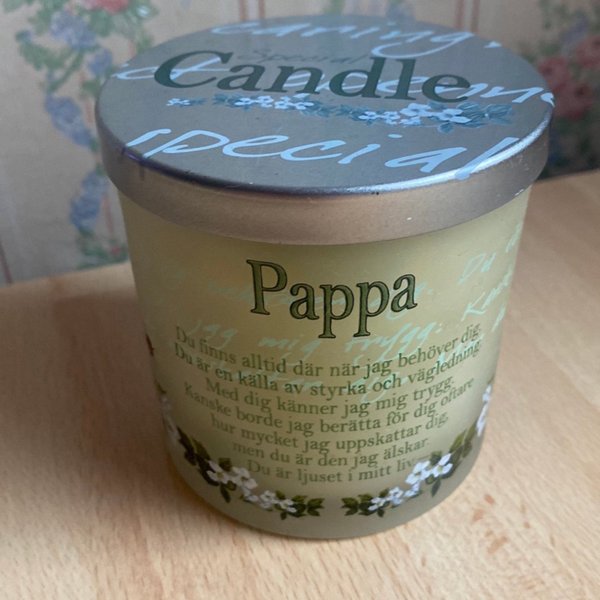 caring.
Special
Candle
special
Pappa
Du finns alltid där när jag behöver dig.
Du är en källa av styrka och vägledning.
Med dig känner jag mig trygg.
Kanske borde jag berätta för dig oftare
hur mycket jag uppskattar dig,
men du är den jag älskar.
Du är ljuset i mitt liv...